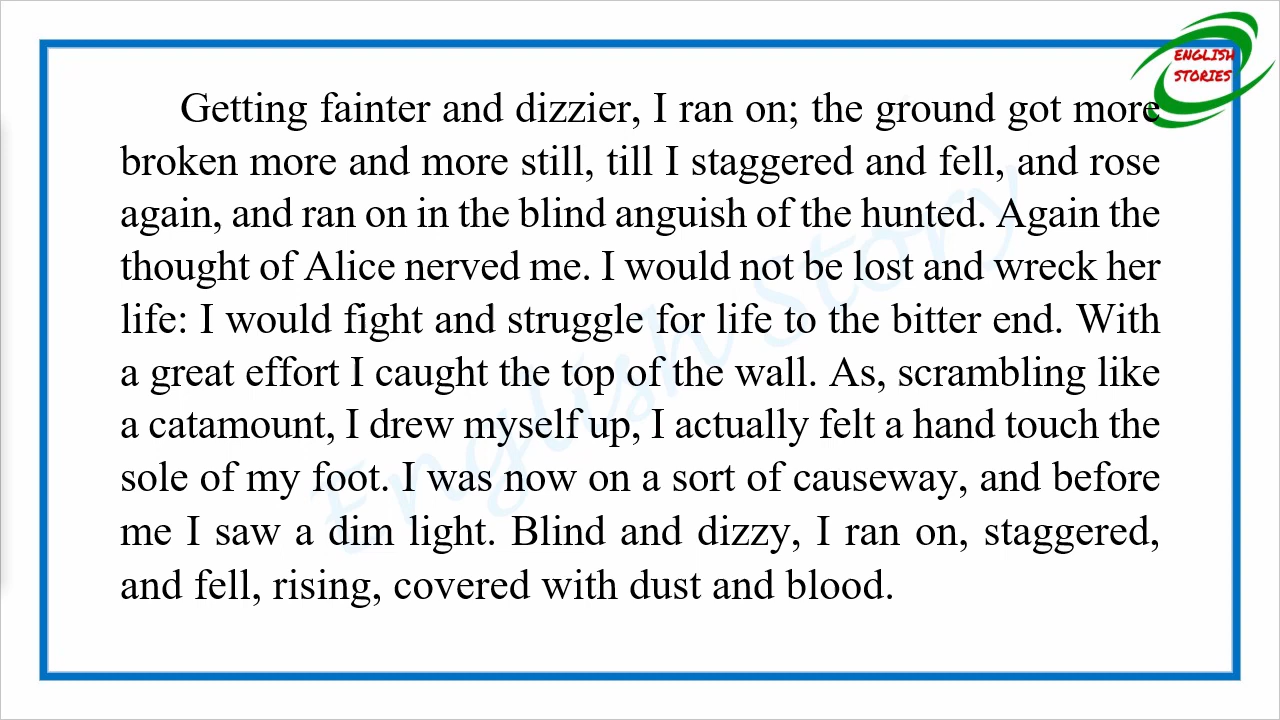 ENGLISH
STORIES
Getting fainter and dizzier, I ran on; the ground got more
broken more and more still, till I staggered and fell, and rose
again, and ran on in the blind anguish of the hunted. Again the
thought of Alice nerved me. I would not be lost and wreck her
life: I would fight and struggle for life to the bitter end. With
a great effort I caught the top of the wall. As, scrambling like
a catamount, I drew myself up, I actually felt a hand touch the
sole of my foot. I was now on a sort of causeway, and before
me I saw a dim light. Blind and dizzy, I ran on, staggered,
and fell, rising, covered with dust and blood.
English Story